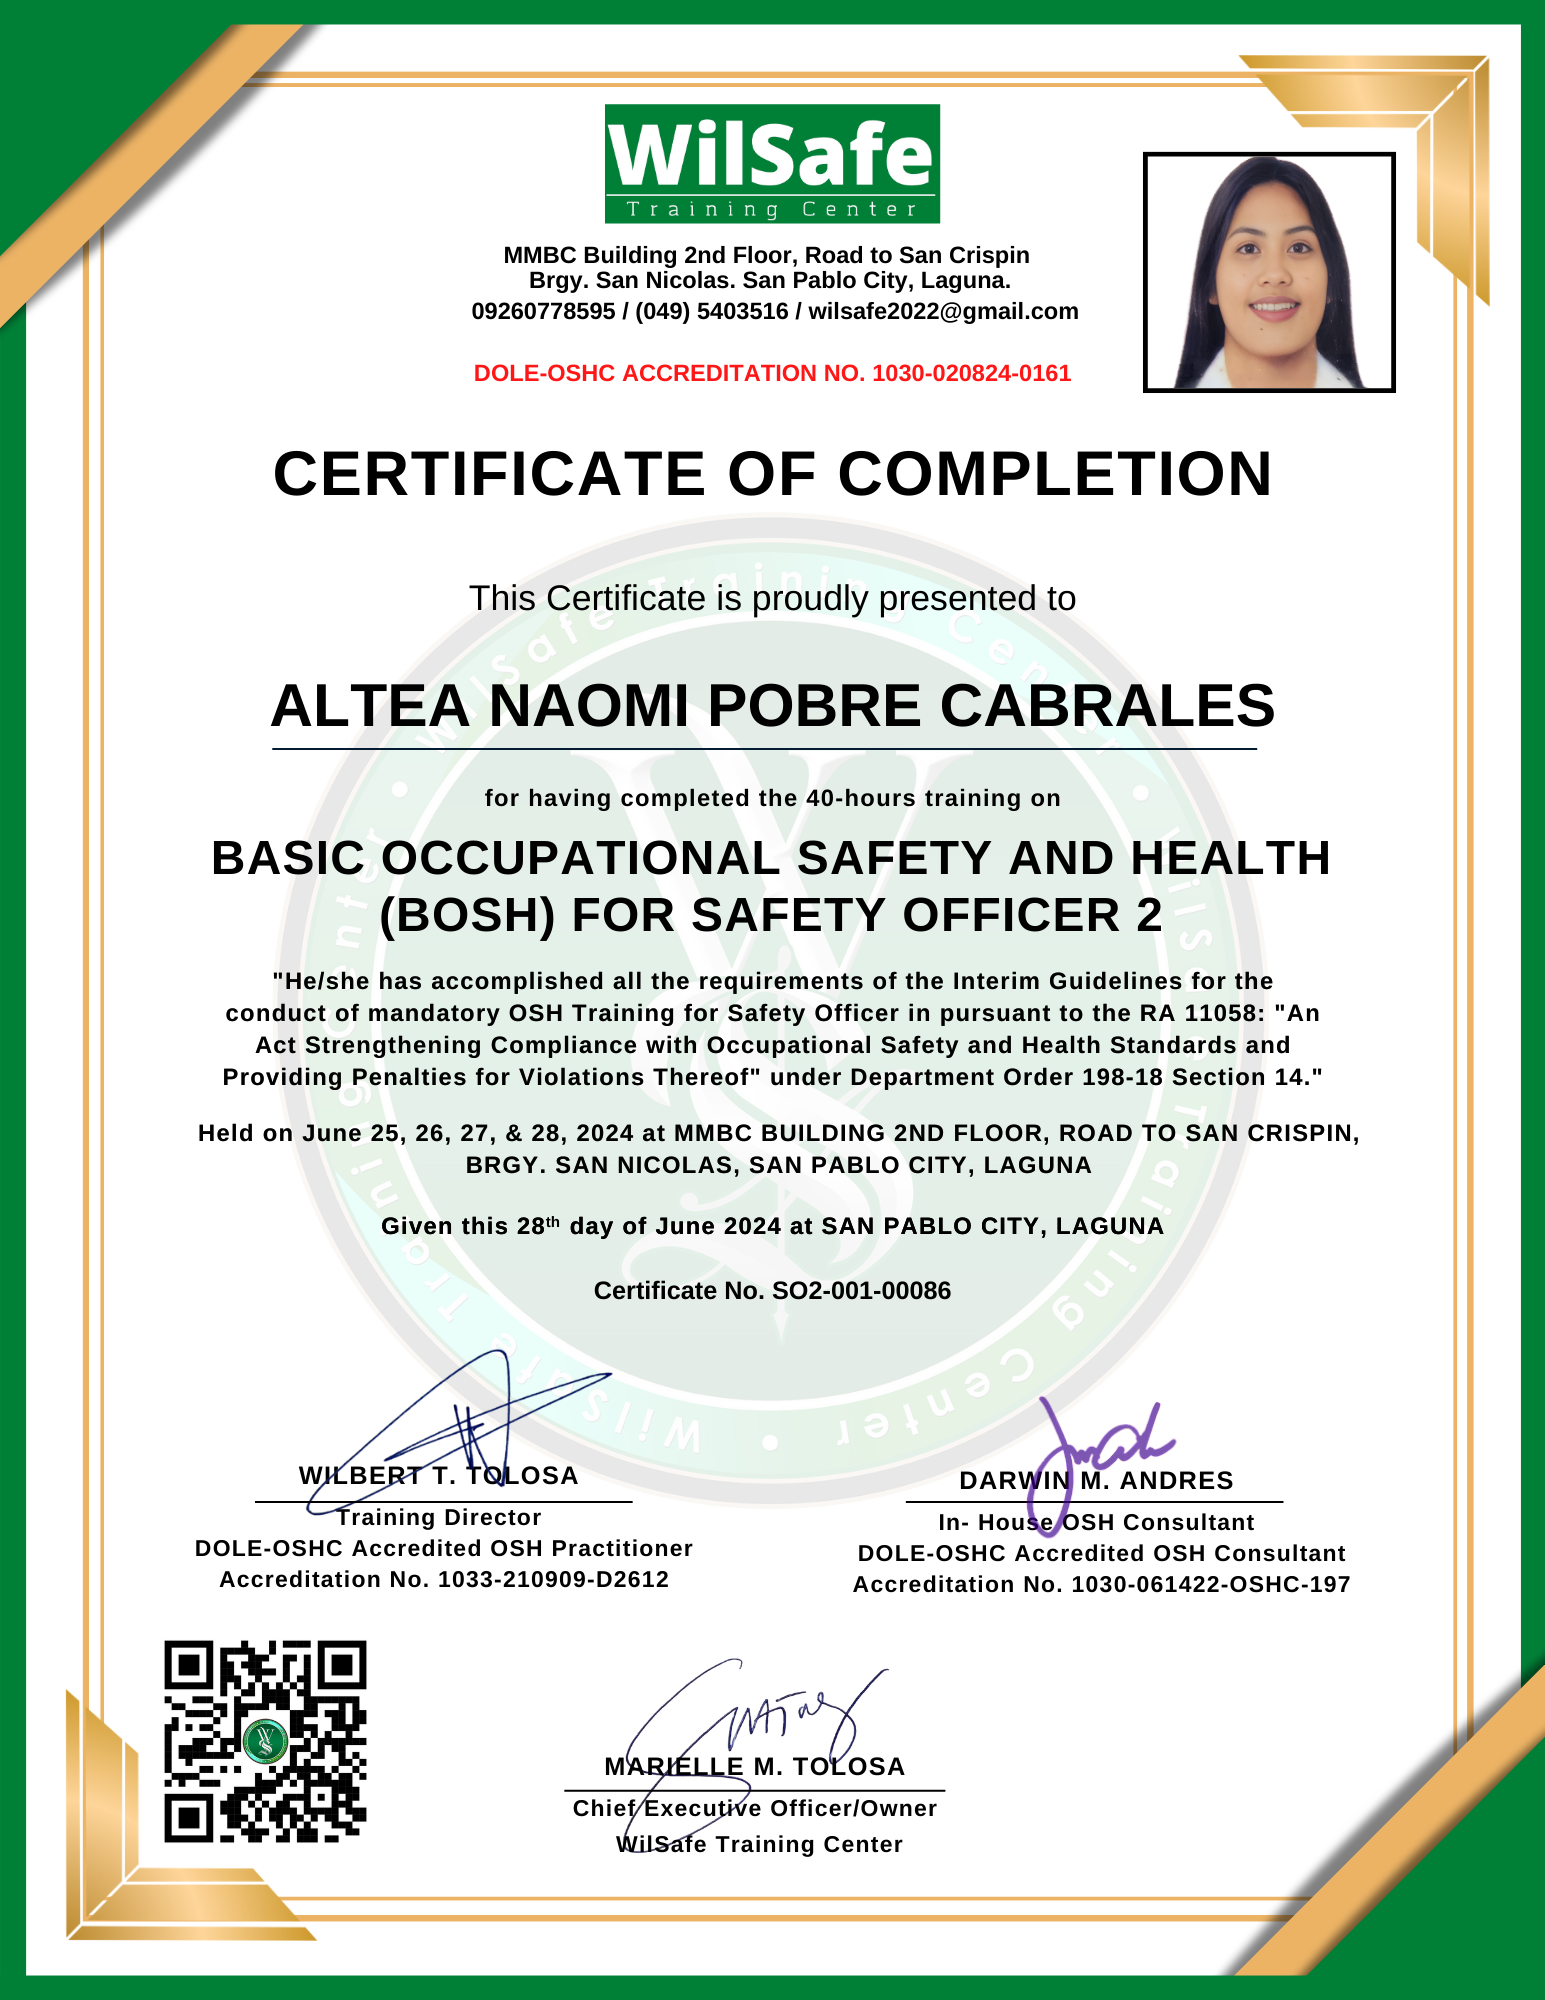 WilSafe
Training Center
MMBC Building 2nd Floor, Road to San Crispin
Brgy. San Nicolas. San Pablo City, Laguna.
09260778595 / (049) 5403516 / wilsafe2022@gmail.com
DOLE-OSHC ACCREDITATION NO. 1030-020824-0161
CERTIFICATE OF COMPLETION
This Certificate is proudly presented to
ALTEA NAOMI POBRE CABRALES
for having completed the 40-hours training on
BASIC OCCUPATIONAL SAFETY AND HEALTH
(BOSH) FOR SAFETY OFFICER 2
"He/she has accomplished all the requirements of the Interim Guidelines for the
conduct of mandatory OSH Training for Safety Officer in pursuant to the RA 11058: "An
Act Strengthening Compliance with Occupational Safety and Health Standards and
Providing Penalties for Violations Thereof" under Department Order 198-18 Section 14."
Held on June 25, 26, 27, & 28, 2024 at MMBC BUILDING 2ND FLOOR, ROAD TO SAN CRISPIN,
BRGY. SAN NICOLAS, SAN PABLO CITY, LAGUNA
Given this 28th day of June 2024 at SAN PABLO CITY, LAGUNA
Certificate No. SO2-001-00086
WilSafe Training Center • WilSafe Training Center • WilSafe Training Center •
WILBERT T. TOLOSA
Training Director
DOLE-OSHC Accredited OSH Practitioner
Accreditation No. 1033-210909-D2612
DARWIN M. ANDRES
In- House OSH Consultant
DOLE-OSHC Accredited OSH Consultant
Accreditation No. 1030-061422-OSHC-197
MARIELLE M. TOLOSA
Chief Executive Officer/Owner
WilSafe Training Center